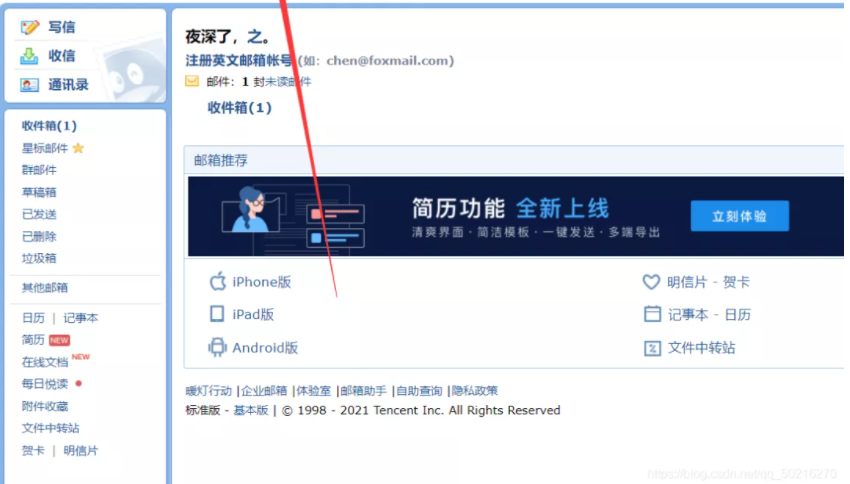 写信
收信
通讯录
收件箱(1)
星标邮件
群邮件
草稿箱
已发送
已删除
垃圾箱
其他邮箱
日历 | 记事本
简历 NEW
在线文档 NEW
每日悦读
附件收藏
文件中转站
贺卡 | 明信片
夜深了，之。
注册英文邮箱帐号(如: chen@foxmail.com)
邮件: 1 封未读邮件
收件箱(1)
邮箱推荐
简历功能 全新上线
清爽界面 · 简洁模板 · 一键发送 · 多端导出
立刻体验
iPhone版
明信片 - 贺卡
iPad版
记事本 - 日历
Android版
文件中转站
暖灯行动 |企业邮箱 |体验室 |邮箱助手 |自助查询 |隐私政策
标准版 - 基本版 | © 1998 - 2021 Tencent Inc. All Rights Reserved
https://blog.csdn.net/qq_50216270